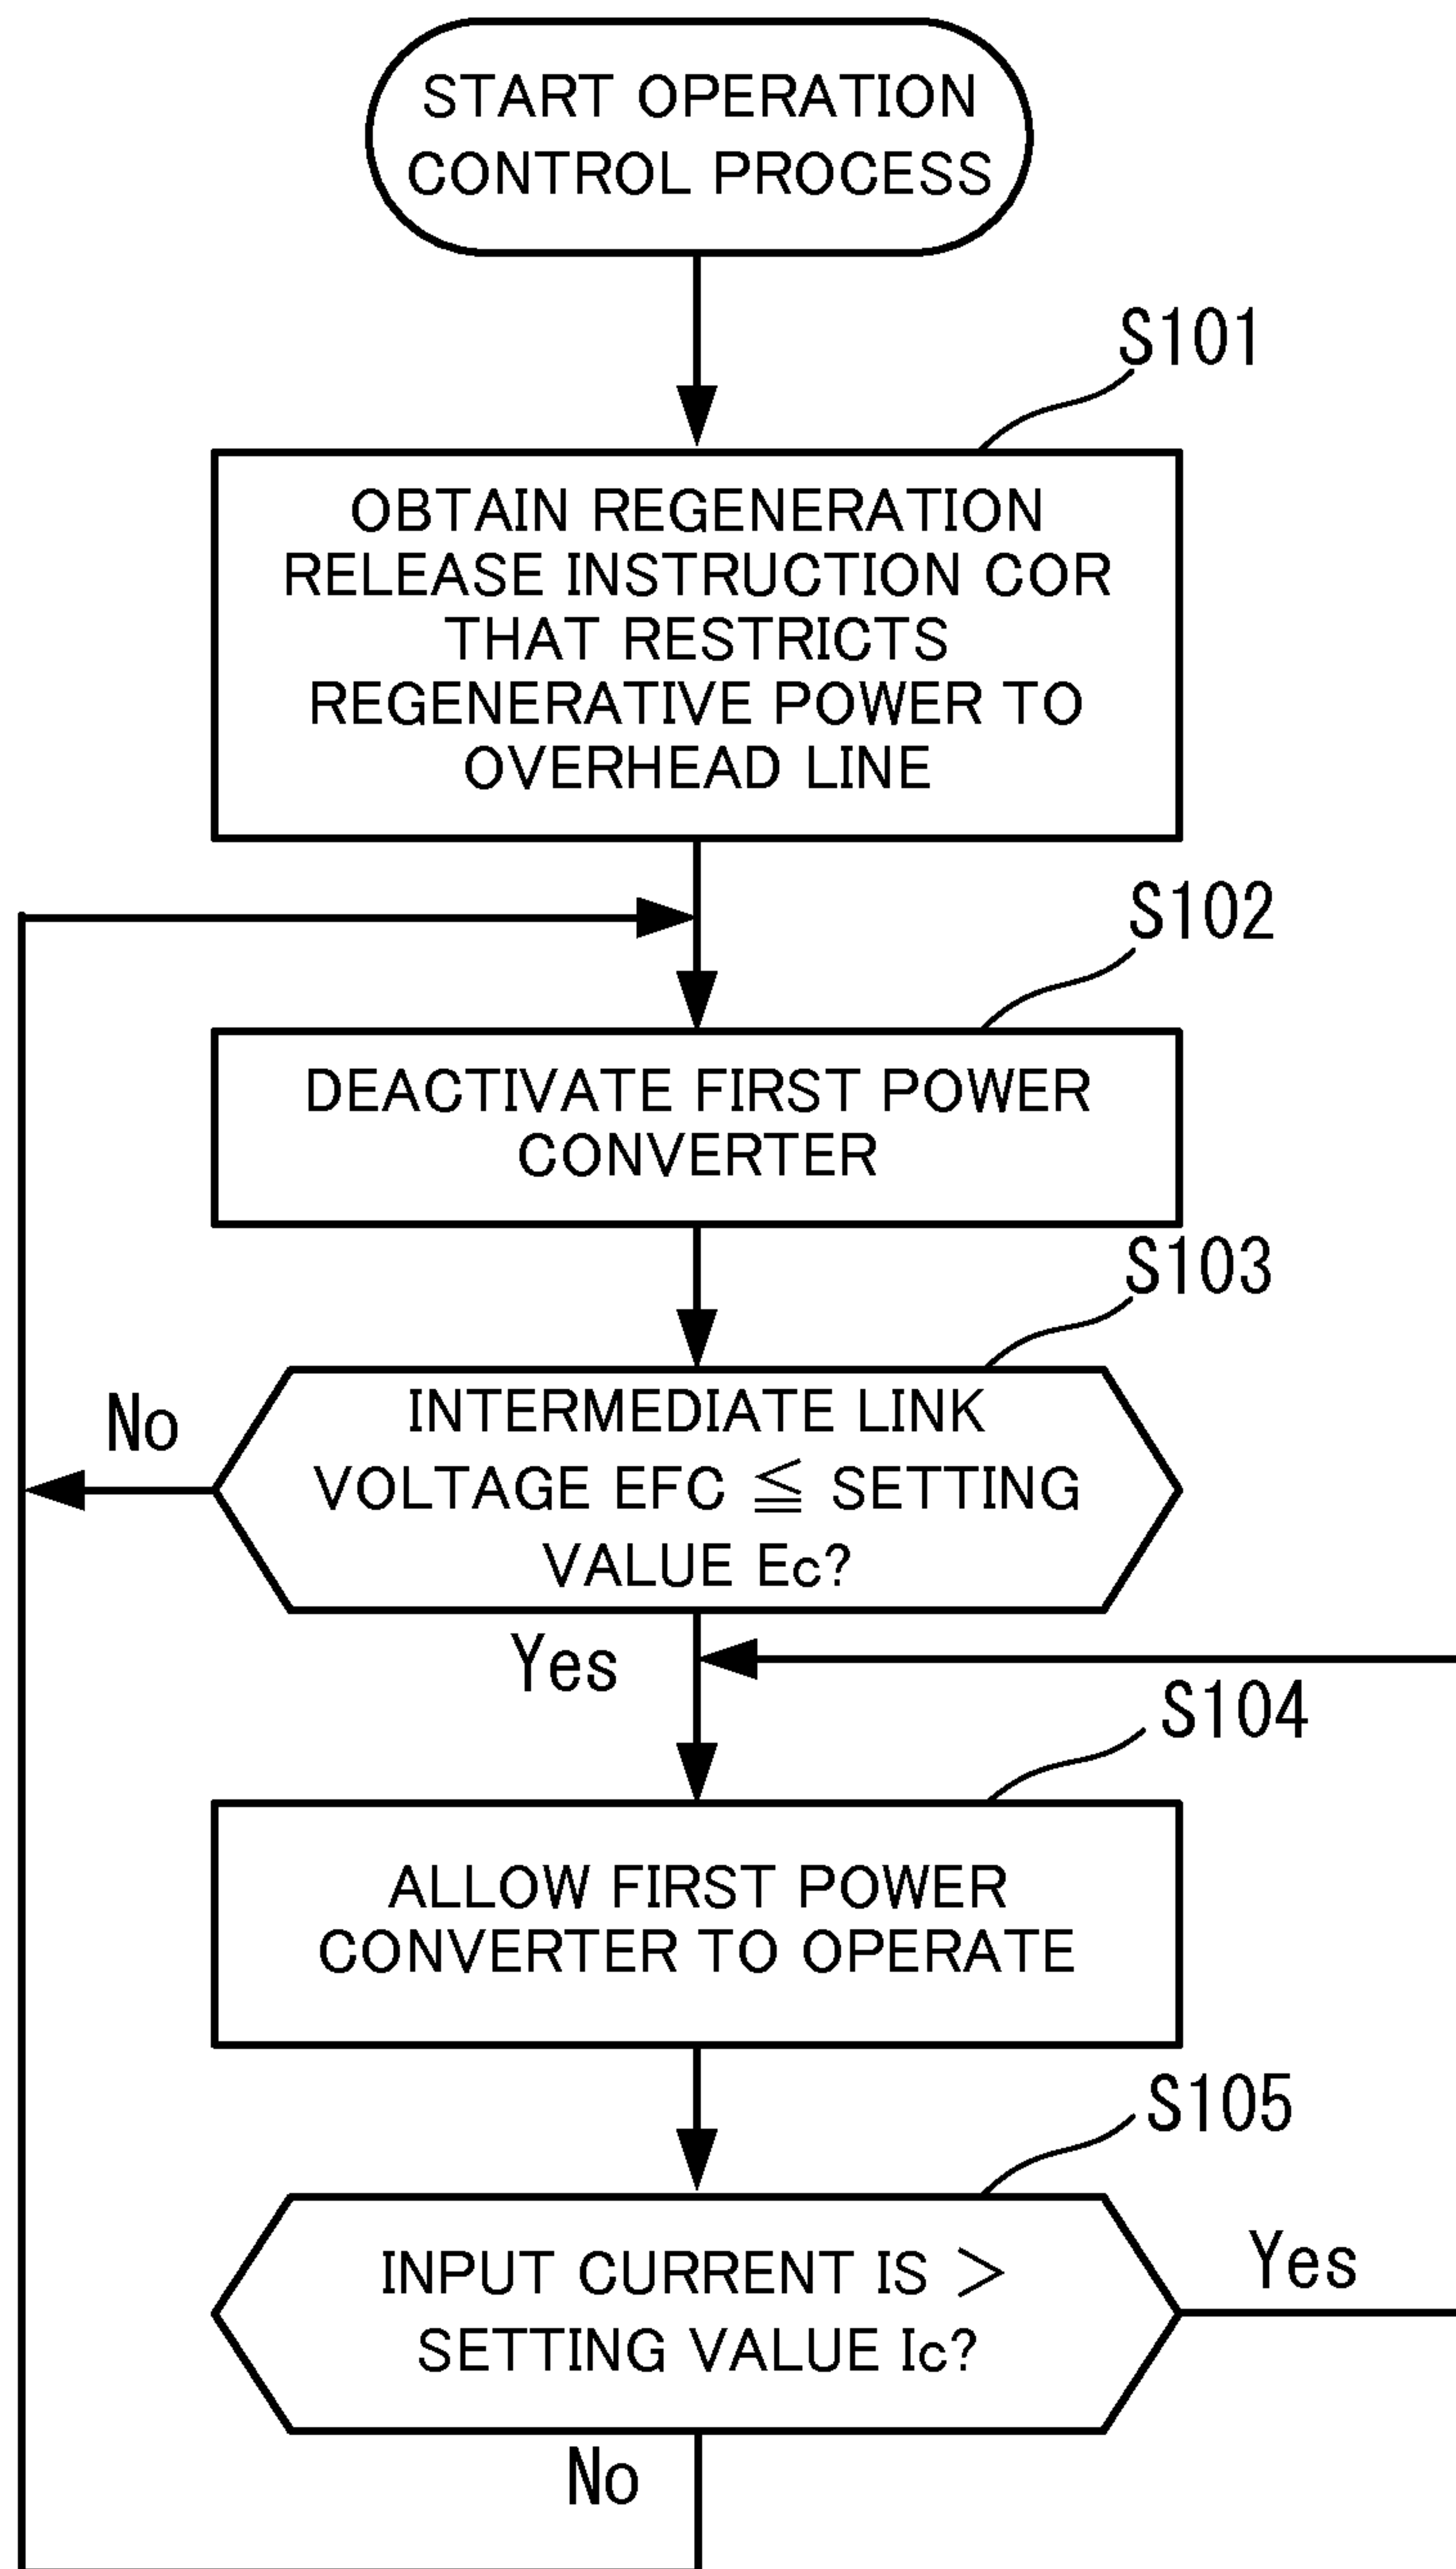 START OPERATION
CONTROL PROCESS
S101
OBTAIN REGENERATION
RELEASE INSTRUCTION COR
THAT RESTRICTS
REGENERATIVE POWER TO
OVERHEAD LINE
S102
DEACTIVATE FIRST POWER
CONVERTER
S103
No
INTERMEDIATE LINK
VOLTAGE EFC ≦ SETTING
VALUE Ec?
Yes
S104
ALLOW FIRST POWER
CONVERTER TO OPERATE
S105
INPUT CURRENT IS >
SETTING VALUE Ic?
Yes
No